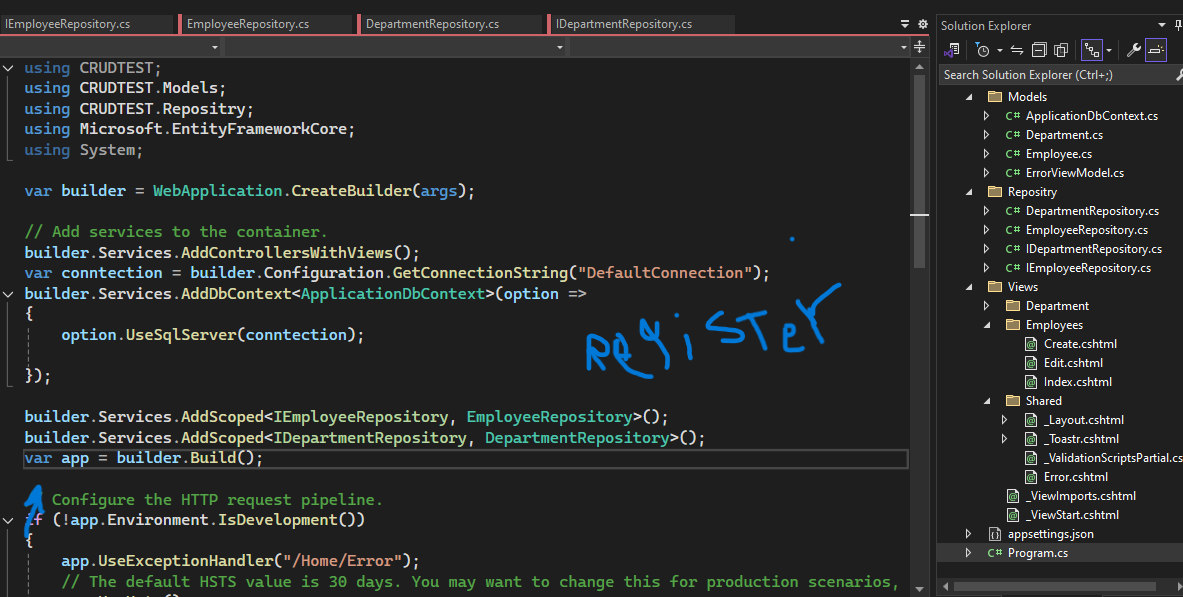 IEmployeeRepository.cs
EmployeeRepository.cs
DepartmentRepository.cs
IDepartmentRepository.cs
using CRUDTEST;
using CRUDTEST.Models;
using CRUDTEST.Repositry;
using Microsoft.EntityFrameworkCore;
using System;
var builder = WebApplication.CreateBuilder(args);
// Add services to the container.
builder.Services.AddControllersWithViews();
var conntection = builder.Configuration.GetConnectionString("DefaultConnection");
builder.Services.AddDbContext<ApplicationDbContext>(option =>
{
option.UseSqlServer(conntection);
});
RegiSTer
builder.Services.AddScoped<IEmployeeRepository, EmployeeRepository>();
builder.Services.AddScoped<IDepartmentRepository, DepartmentRepository>();
var app = builder.Build();
Configure the HTTP request pipeline.
if (!app.Environment.IsDevelopment())
{
app.UseExceptionHandler("/Home/Error");
// The default HSTS value is 30 days. You may want to change this for production scenarios,
Solution Explorer
Search Solution Explorer (Ctrl+;)
Models
C# ApplicationDbContext.cs
C# Department.cs
C# Employee.cs
C# ErrorViewModel.cs
Repositry
C# DepartmentRepository.cs
C# EmployeeRepository.cs
C# IDepartmentRepository.cs
C# IEmployeeRepository.cs
Views
Department
Employees
Create.cshtml
Edit.cshtml
Index.cshtml
Shared
_Layout.cshtml
_Toastr.cshtml
_ValidationScriptsPartial.cs
Error.cshtml
_ViewImports.cshtml
_ViewStart.cshtml
appsettings.json
C# Program.cs